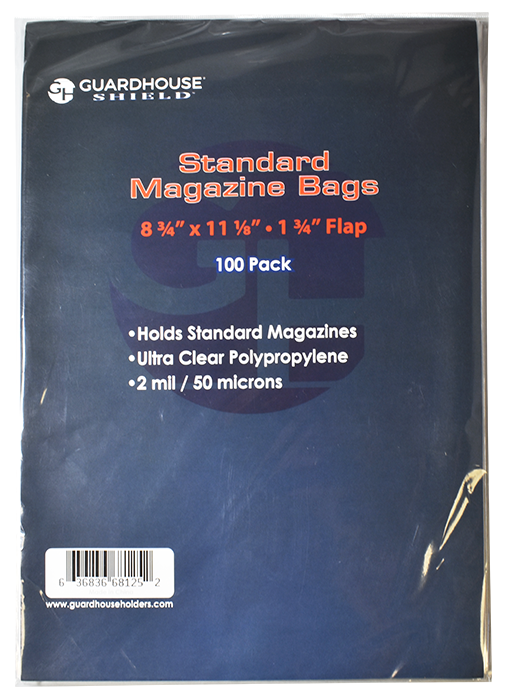 GH GUARDHOUSE®
SHIELD®
Standard
Magazine Bags
8 ¾” x 11 ⅛” • 1 ¾” Flap
100 Pack
•Holds Standard Magazines
•Ultra Clear Polypropylene
•2 mil / 50 microns
6 36836 68125 2
www.guardhouseholders.com